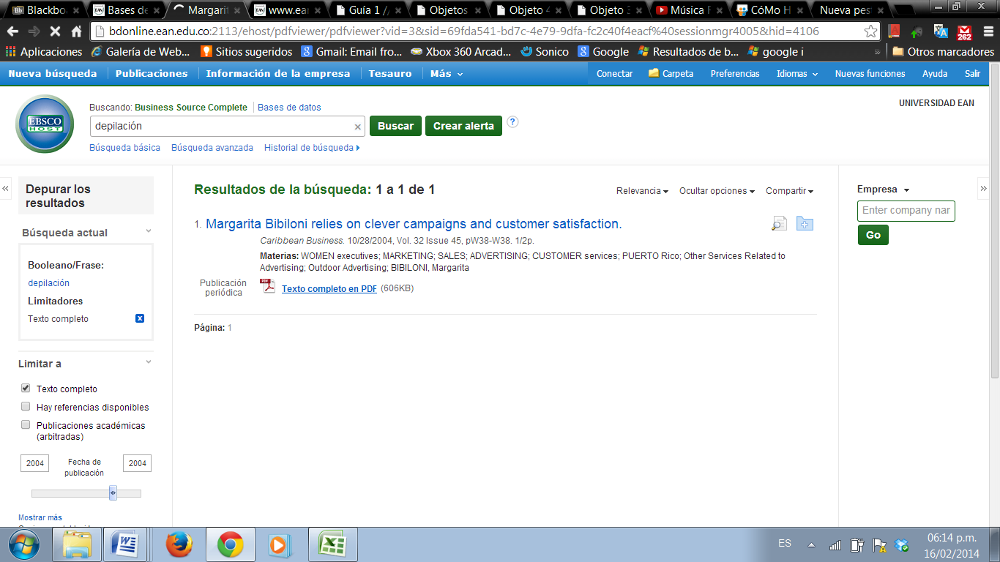 Blackbo
Bases de
Margarit
www.ear
Guía 1 /
Objetos
Objeto
Objeto
Música
CóMo H
Nueva pes
bdonline.ean.edu.co:2113/ehost/pdfviewer/pdfviewer?vid=3&sid=69fda541-bd7c-4e79-9dfa-fc2c40f4eacf%40sessionmgr4005&hid=4106
262
Aplicaciones
Galería de Web...
Sitios sugeridos
Gmail: Email fro...
Xbox 360 Arcad...
Sonico
Google
Resultados de b...
google i
»
Otros marcadores
Nueva búsqueda
Publicaciones
Información de la empresa
Tesauro
Más
Conectar
Carpeta
Preferencias
Idiomas
Nuevas funciones
Ayuda
Salir
EBSCO
HOST
Buscando: Business Source Complete
Bases de datos
depilación
Buscar
Crear alerta
?
Búsqueda básica
Búsqueda avanzada
Historial de búsqueda
UNIVERSIDAD EAN
«
Depurar los
resultados
Búsqueda actual
Booleano/Frase:
depilación
Limitadores
Texto completo
Limitar a
Texto completo
Hay referencias disponibles
Publicaciones académicas
(arbitradas)
2004
Fecha de
publicación
2004
Mostrar más
Resultados de la búsqueda: 1 a 1 de 1
Relevancia
Ocultar opciones
Compartir
1. Margarita Bibiloni relies on clever campaigns and customer satisfaction.
Caribbean Business. 10/28/2004, Vol. 32 Issue 45, pW38-W38. 1/2p.
Materias: WOMEN executives; MARKETING; SALES; ADVERTISING; CUSTOMER services; PUERTO Rico; Other Services Related to
Advertising; Outdoor Advertising; BIBILONI, Margarita
Publicación
periódica
PDF
Texto completo en PDF (606KB)
Página: 1
»
Empresa
Enter company nar
Go
ES
06:14 p.m.
16/02/2014